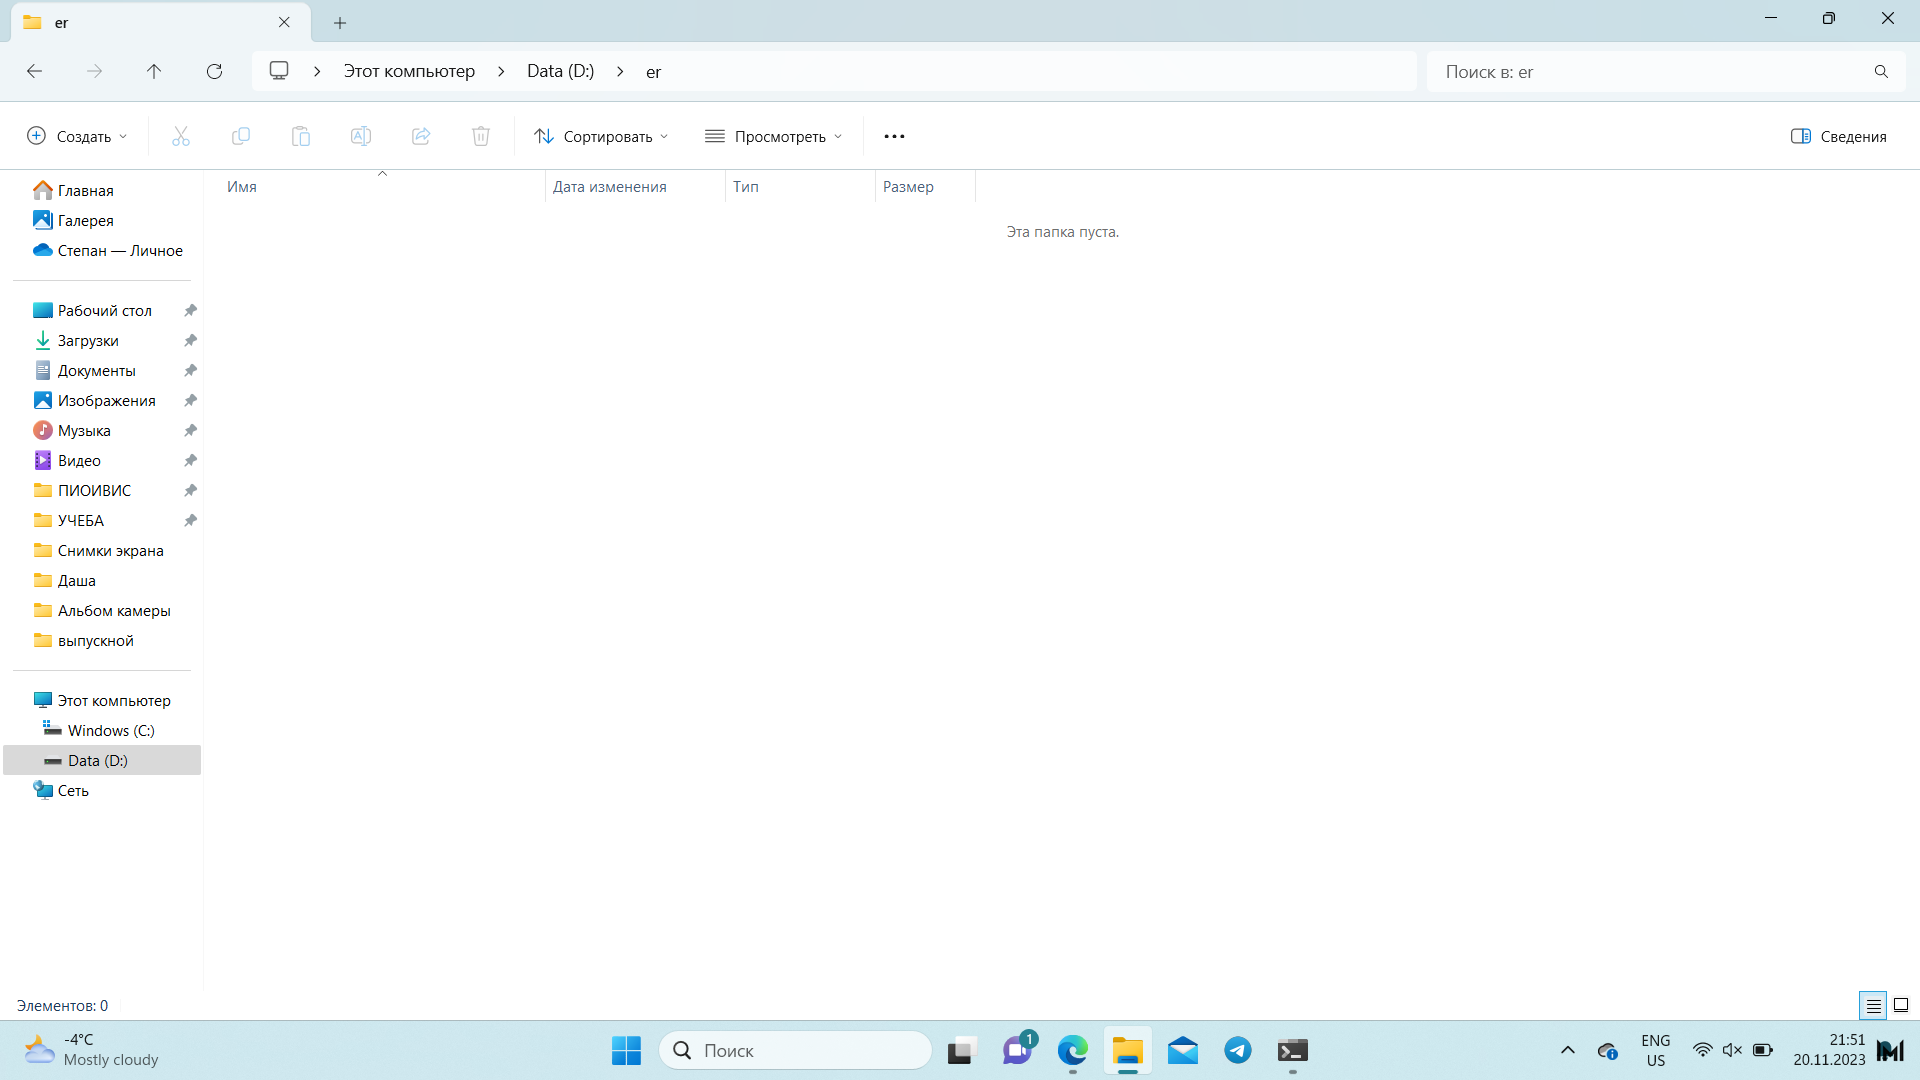 er
Этот компьютер
Data (D:)
er
Поиск в: er
Создать
Сортировать
Просмотреть
Сведения
Имя
Дата изменения
Тип
Размер
Эта папка пуста.
Главная
Галерея
Степан — Личное
Рабочий стол
Загрузки
Документы
Изображения
Музыка
Видео
ПИОИВИС
УЧЕБА
Снимки экрана
Даша
Альбом камеры
выпускной
Этот компьютер
Windows (C:)
Data (D:)
Сеть
Элементов: 0
-4°C
Mostly cloudy
Поиск
1
ENG
US
21:51
20.11.2023